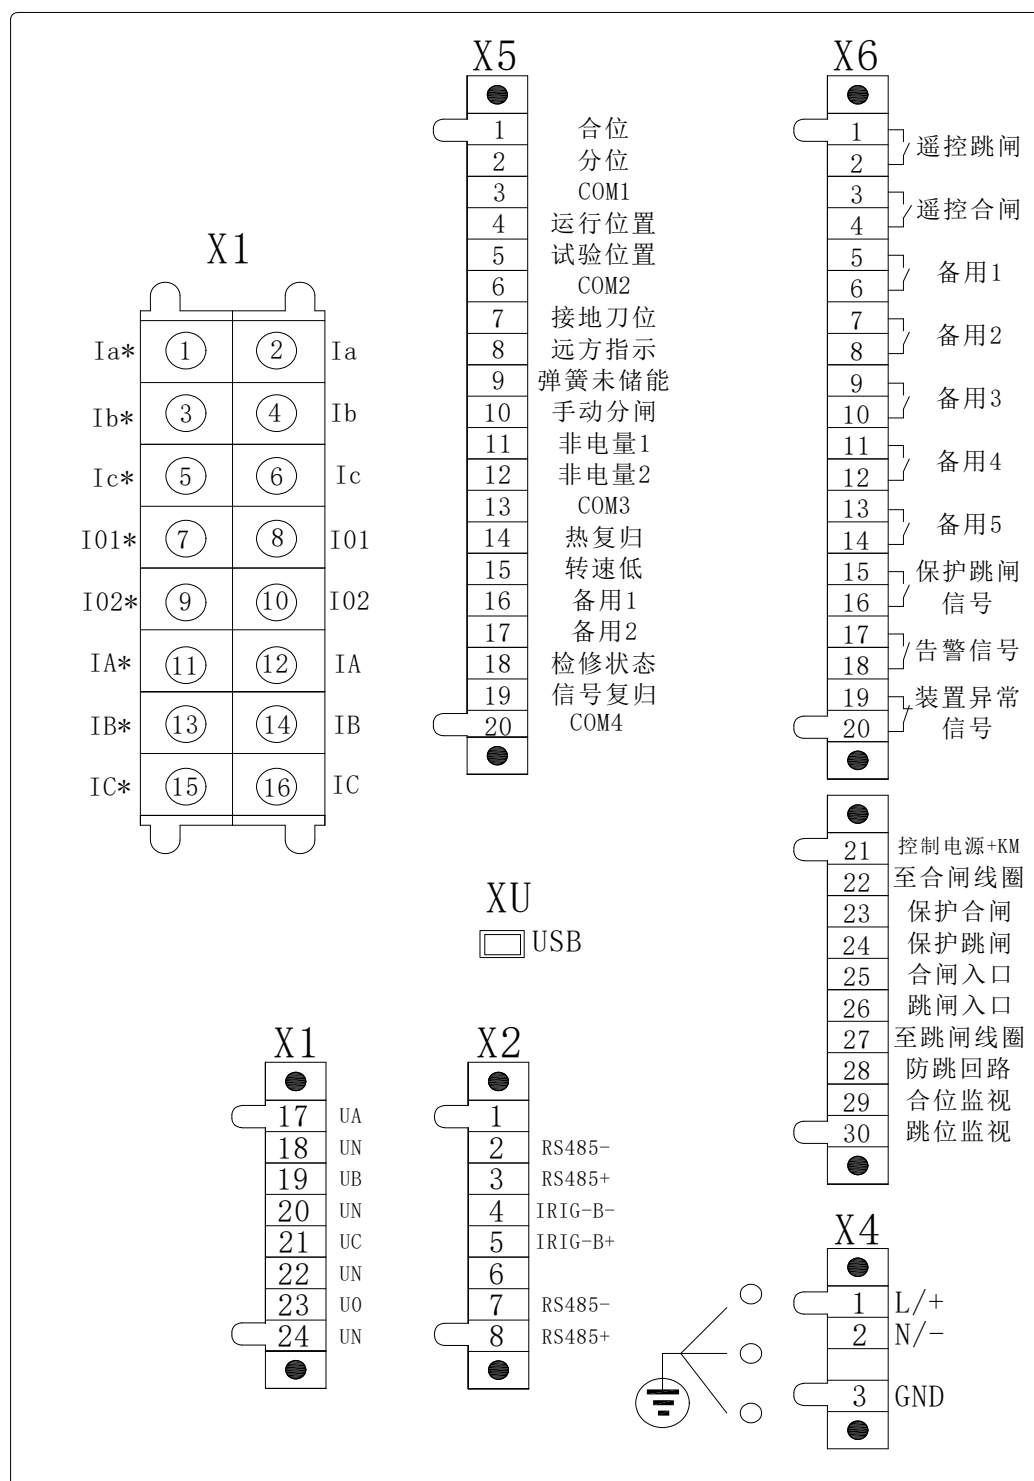 X5
1 合位
2 分位
3 COM1
4 运行位置
5 试验位置
6 COM2
7 接地刀位
8 远方指示
9 弹簧未储能
10 手动分闸
11 非电量1
12 非电量2
13 COM3
14 热复归
15 转速低
16 备用1
17 备用2
18 检修状态
19 信号复归
20 COM4
X6
1
2
遥控跳闸
3
4
遥控合闸
5
6
备用1
7
8
备用2
9
10
备用3
11
12
备用4
13
14
备用5
15 保护跳闸
16 信号
17
18
告警信号
19 装置异常
20 信号
21 控制电源+KM
22 至合闸线圈
23 保护合闸
24 保护跳闸
25 合闸入口
26 跳闸入口
27 至跳闸线圈
28 防跳回路
29 合位监视
30 跳位监视
X1
Ia* 1 2 Ia
Ib* 3 4 Ib
Ic* 5 6 Ic
I01* 7 8 I01
I02* 9 10 I02
IA* 11 12 IA
IB* 13 14 IB
IC* 15 16 IC
XU
USB
X1
17 UA
18 UN
19 UB
20 UN
21 UC
22 UN
23 U0
24 UN
X2
1
2 RS485-
3 RS485+
4 IRIG-B-
5 IRIG-B+
6
7 RS485-
8 RS485+
X4
1 L/+
2 N/-
3 GND